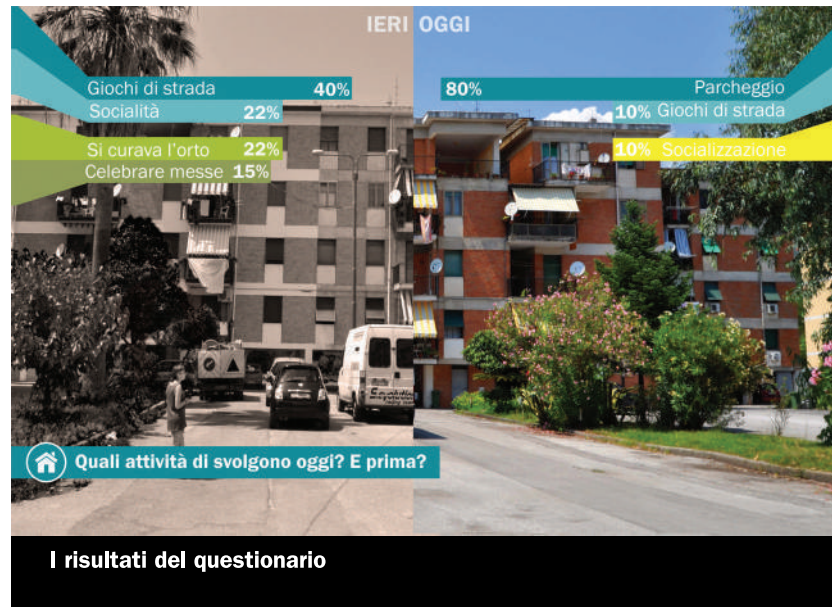 IERI OGGI
Giochi di strada 40%
Socialità 22%
Si curava l'orto 22%
Celebrare messe 15%
80% Parcheggio
10% Giochi di strada
10% Socializzazione
Quali attività di svolgono oggi? E prima?
I risultati del questionario